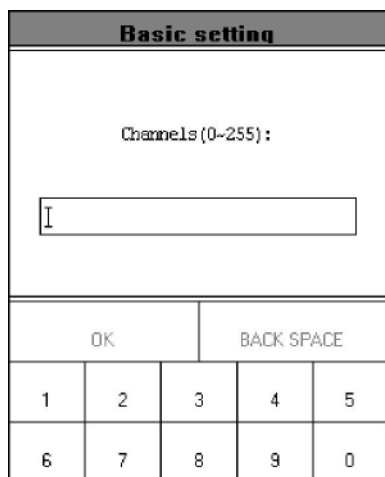 Basic setting
Channels(0~255):
OK BACK SPACE
1 2 3 4 5
6 7 8 9 0